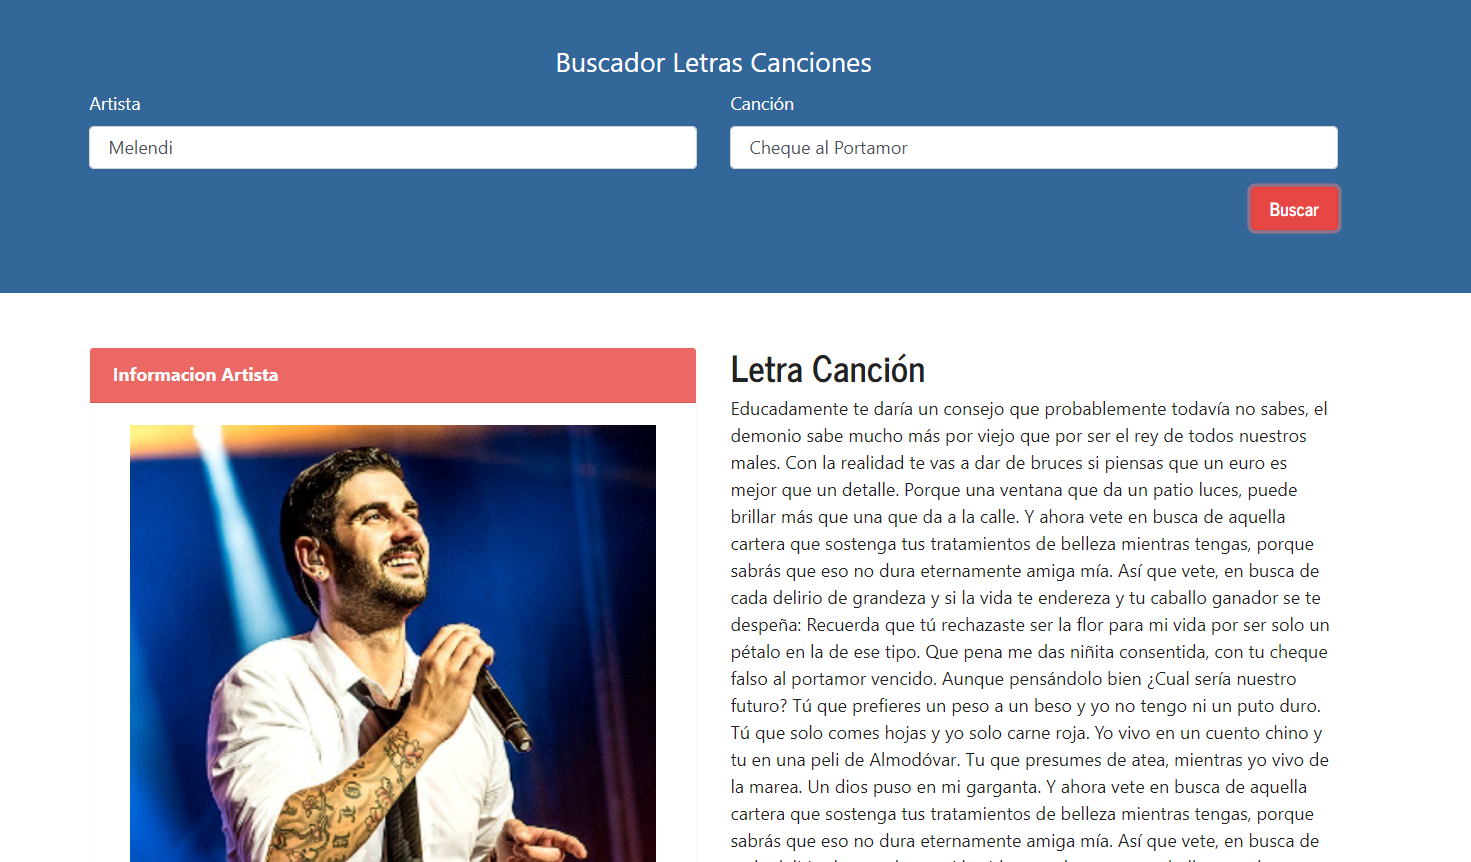 Buscador Letras Canciones
Artista
Melendi
Canción
Cheque al Portamor
Buscar
Informacion Artista
Letra Canción
Educadamente te daría un consejo que probablemente todavía no sabes, el
demonio sabe mucho más por viejo que por ser el rey de todos nuestros
males. Con la realidad te vas a dar de bruces si piensas que un euro es
mejor que un detalle. Porque una ventana que da un patio luces, puede
brillar más que una que da a la calle. Y ahora vete en busca de aquella
cartera que sostenga tus tratamientos de belleza mientras tengas, porque
sabrás que eso no dura eternamente amiga mía. Así que vete, en busca de
cada delirio de grandeza y si la vida te endereza y tu caballo ganador se te
despeña: Recuerda que tú rechazaste ser la flor para mi vida por ser solo un
pétalo en la de ese tipo. Que pena me das niñita consentida, con tu cheque
falso al portamor vencido. Aunque pensándolo bien ¿Cual sería nuestro
futuro? Tú que prefieres un peso a un beso y yo no tengo ni un puto duro.
Tú que solo comes hojas y yo solo carne roja. Yo vivo en un cuento chino y
tu en una peli de Almodóvar. Tu que presumes de atea, mientras yo vivo de
la marea. Un dios puso en mi garganta. Y ahora vete en busca de aquella
cartera que sostenga tus tratamientos de belleza mientras tengas, porque
sabrás que eso no dura eternamente amiga mía. Así que vete, en busca de